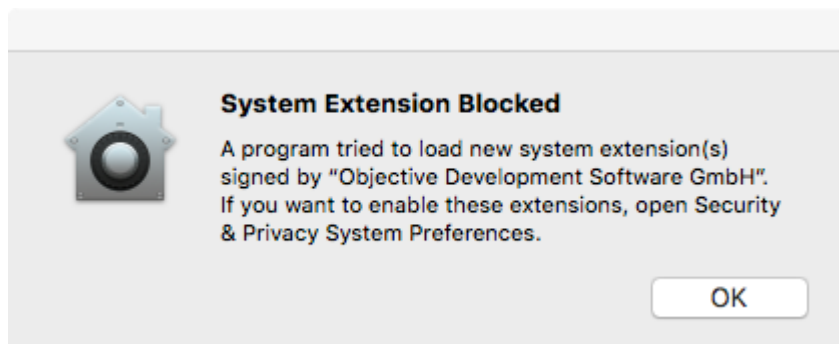 System Extension Blocked
A program tried to load new system extension(s)
signed by “Objective Development Software GmbH”.
If you want to enable these extensions, open Security
& Privacy System Preferences.
OK